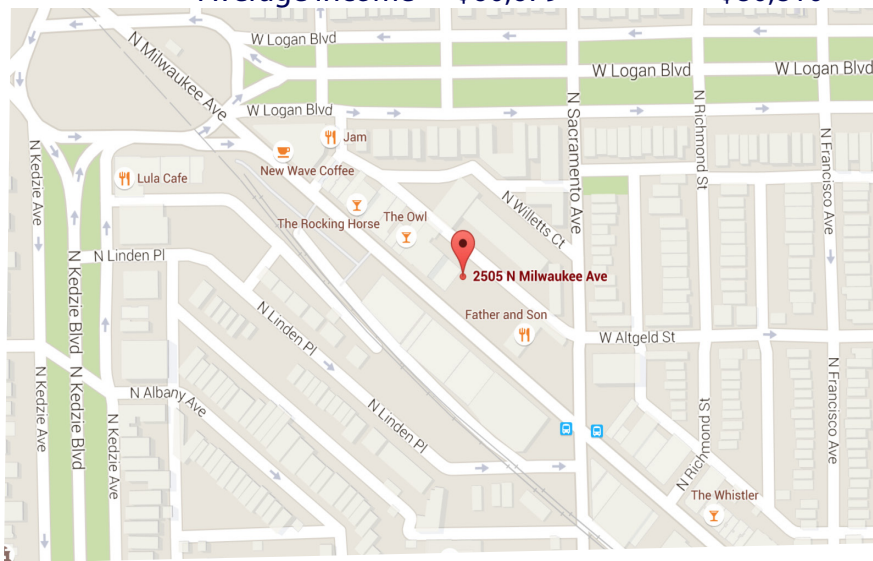 W Logan Blvd
N Milwaukee Ave
W Logan Blvd
W Logan Blvd
W Logan Blvd
N Sacramento Ave
N Richmond St
N Francisco Ave
N Kedzie Ave
Jam
New Wave Coffee
Lula Cafe
N Willetts Ct
The Rocking Horse
The Owl
N Linden Pl
2505 N Milwaukee Ave
N Kedzie Blvd
N Linden Pl
Father and Son
W Altgeld St
N Kedzie Ave
N Kedzie Blvd
N Kedzie Ave
N Albany Ave
N Linden Pl
N Richmond St
N Francisco Ave
The Whistler